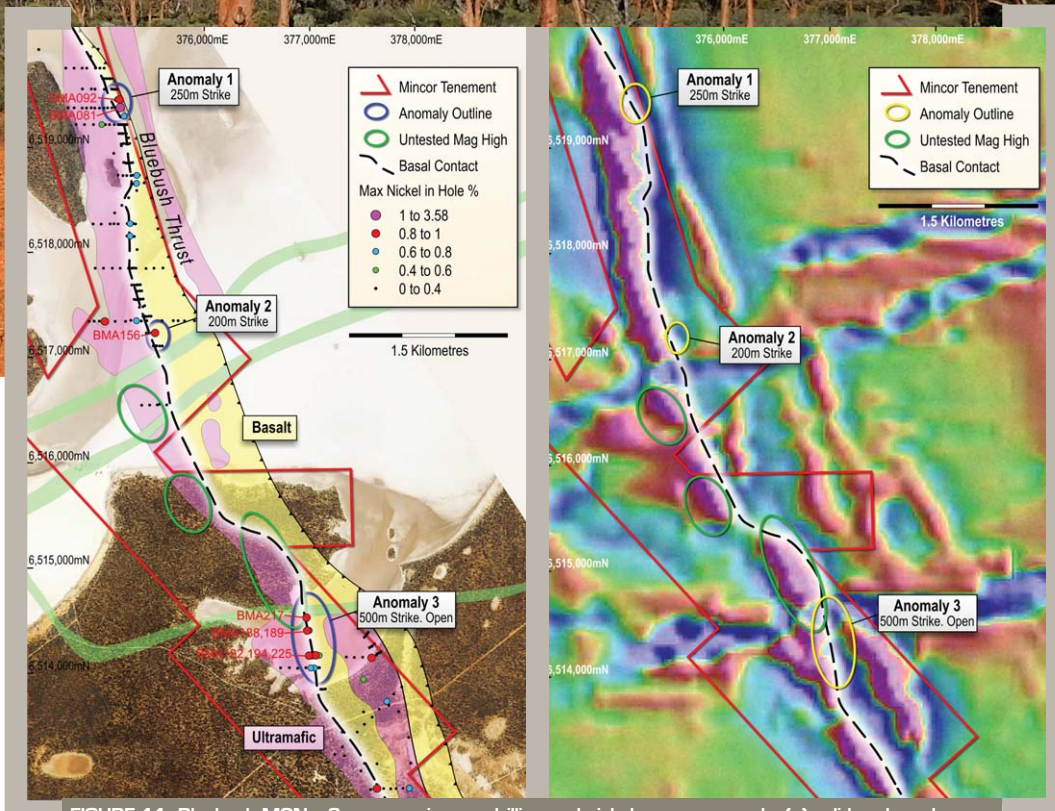 376,000mE 377,000mE 378,000mE
Anomaly 1
250m Strike
BMA092
BMA081
6,519,000mN
Bluebush Thrust
Mincor Tenement
Anomaly Outline
Untested Mag High
Basal Contact
Max Nickel in Hole %
1 to 3.58
0.8 to 1
0.6 to 0.8
0.4 to 0.6
0 to 0.4
1.5 Kilometres
6,518,000mN
Anomaly 2
200m Strike
BMA156
6,517,000mN
Basalt
6,516,000mN
6,515,000mN
Anomaly 3
500m Strike. Open
BMA217
6,514,000mN
Ultramafic
376,000mE 377,000mE 378,000mE
Anomaly 1
250m Strike
Mincor Tenement
Anomaly Outline
Untested Mag High
Basal Contact
1.5 Kilometres
6,519,000mN
6,518,000mN
Anomaly 2
200m Strike
6,517,000mN
6,516,000mN
6,515,000mN
Anomaly 3
500m Strike. Open
6,514,000mN